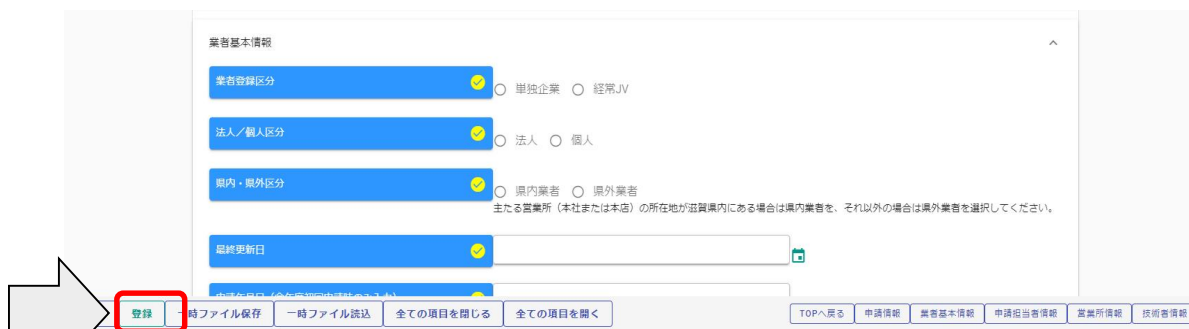 業者基本情報
業者登録区分
単独企業 経常JV
法人／個人区分
法人 個人
県内・県外区分
県内業者 県外業者
主たる営業所（本社または本店）の所在地が滋賀県内にある場合は県内業者を、それ以外の場合は県外業者を選択してください。
最終更新日
登録 一時ファイル保存 一時ファイル読込 全ての項目を閉じる 全ての項目を開く TOPへ戻る 申請情報 業者基本情報 申請担当者情報 営業所情報 技術者情報